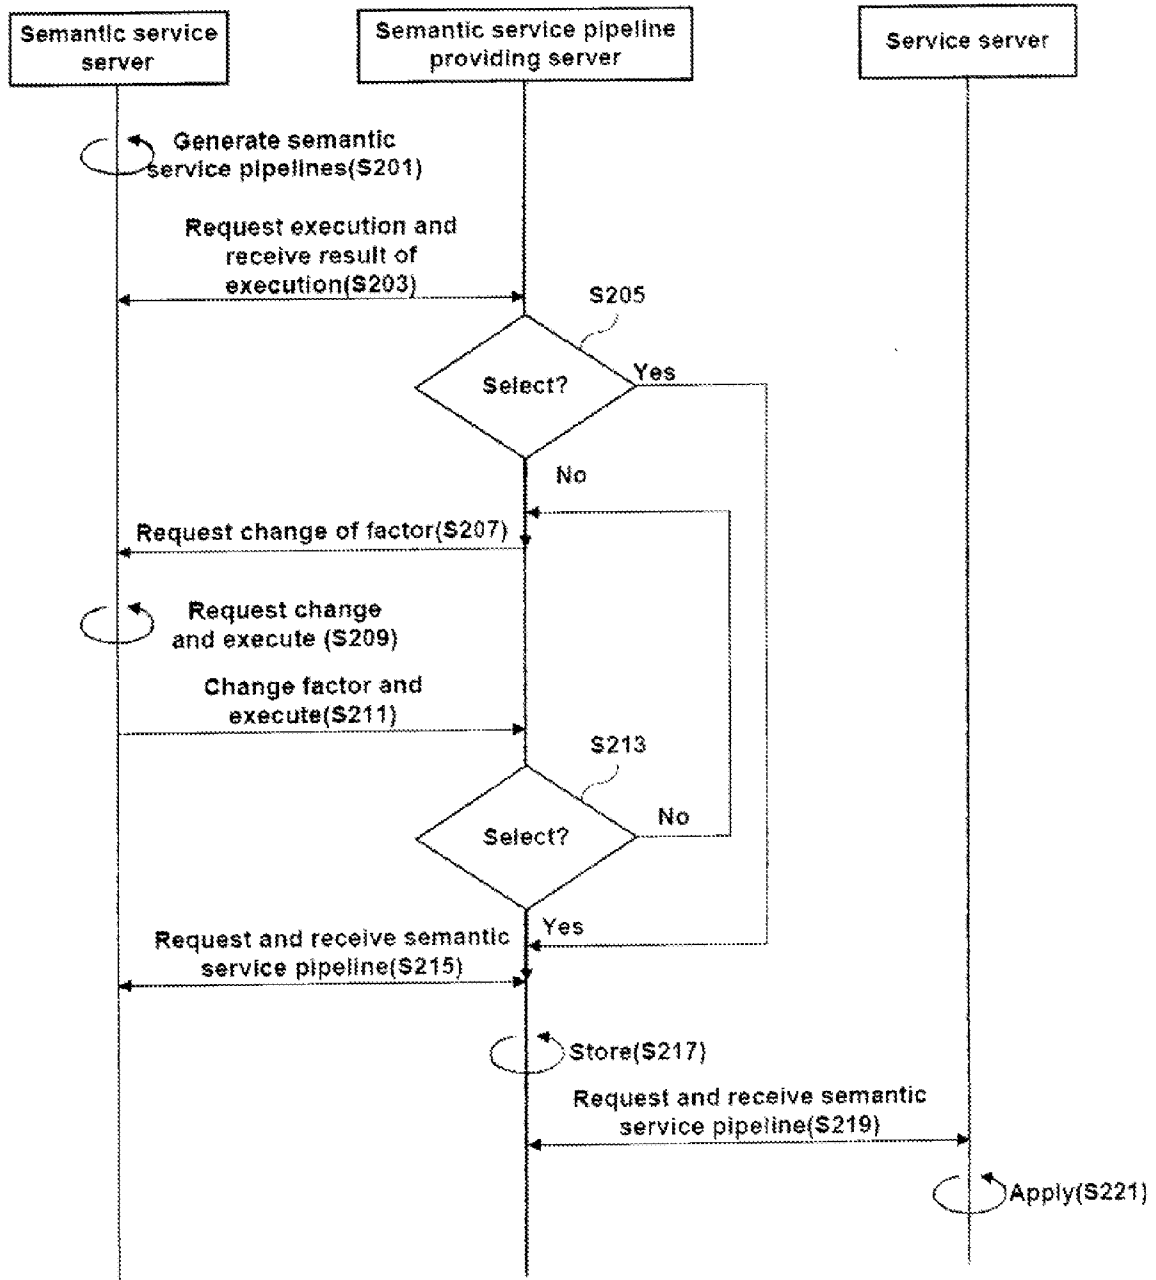 Semantic service
server
Semantic service pipeline
providing server
Service server
Generate semantic
service pipelines(S201)
Request execution and
receive result of
execution(S203)
S205
Select?
Yes
No
Request change of factor(S207)
Request change
and execute (S209)
Change factor and
execute(S211)
S213
Select?
No
Yes
Request and receive semantic
service pipeline(S215)
Store(S217)
Request and receive semantic
service pipeline(S219)
Apply(S221)